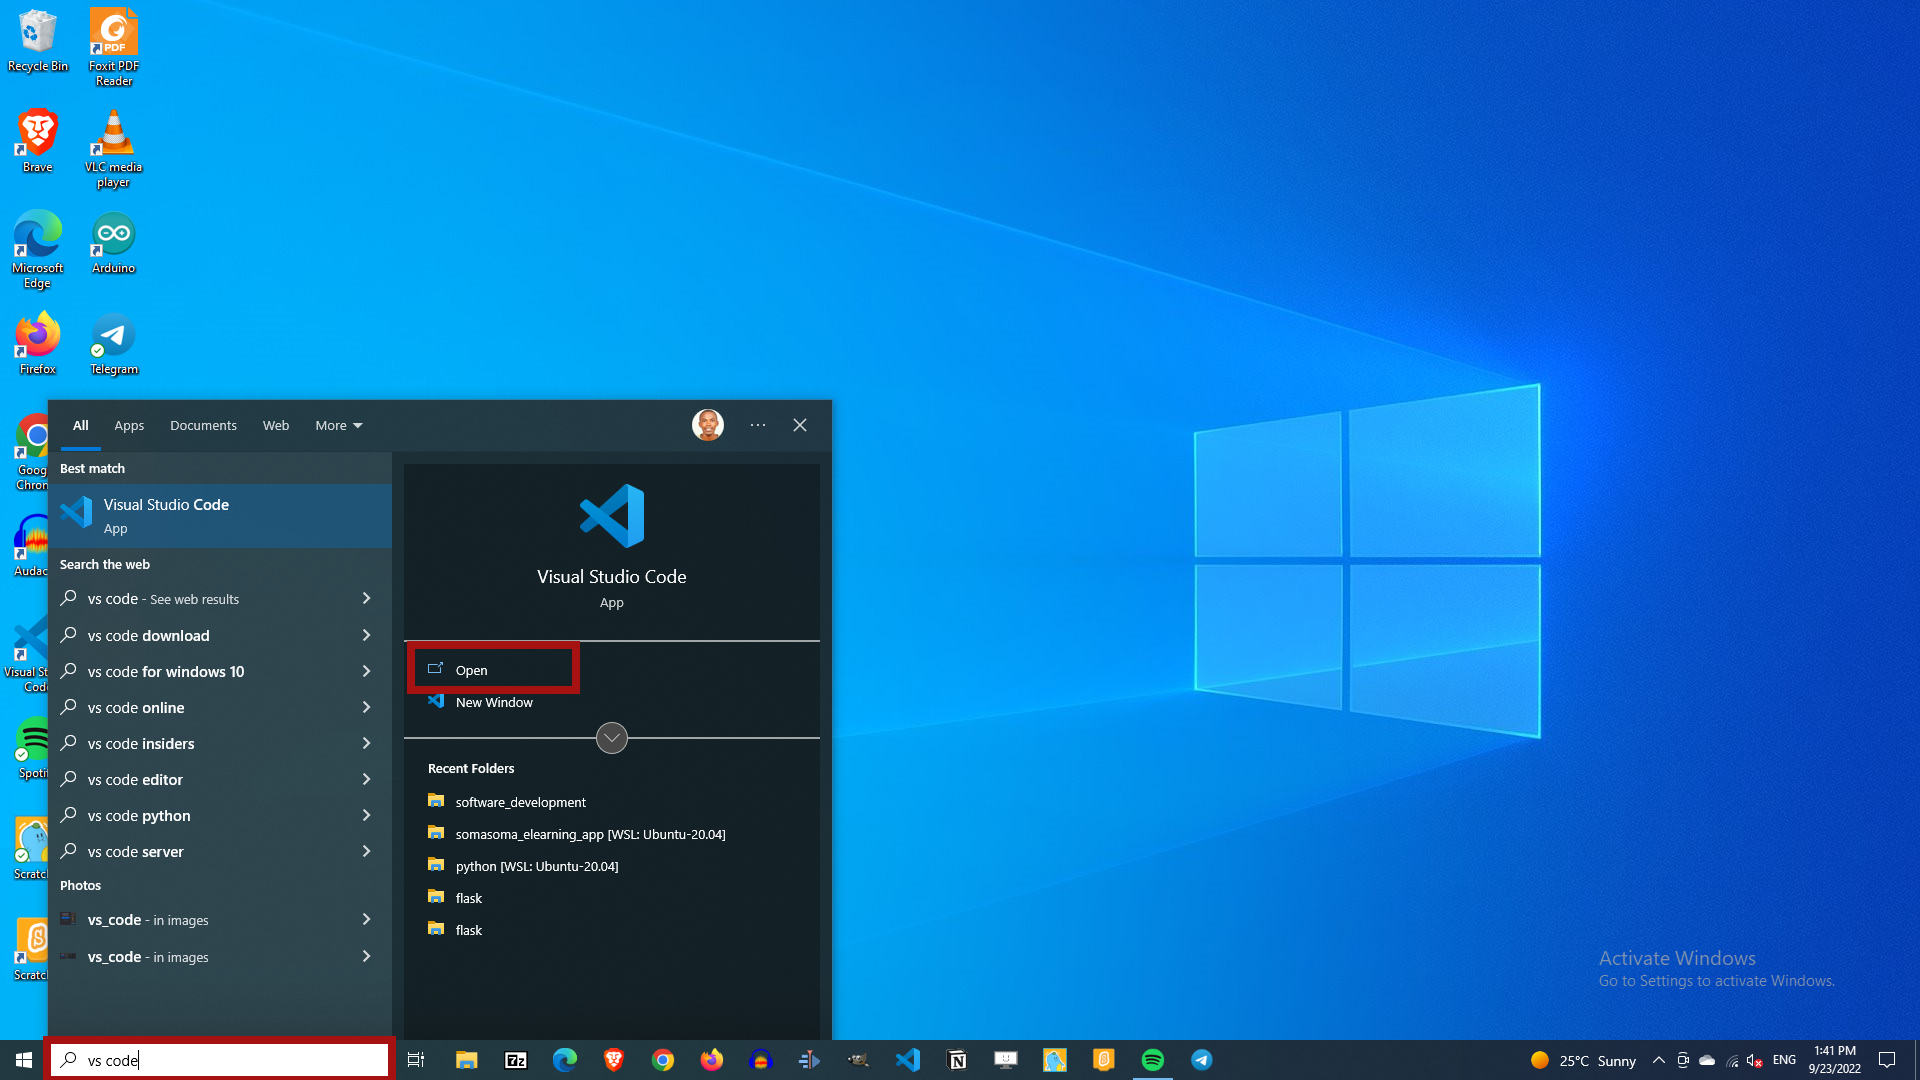 Recycle Bin
Foxit PDF
Reader
PDF
Brave
VLC media
player
Microsoft
Edge
Arduino
Firefox
Telegram
Goog
Chron
Audac
Visual St
Cod
Spotif
Scratch
Scratch
All
Apps
Documents
Web
More
Best match
Visual Studio Code
App
Search the web
vs code - See web results
vs code download
vs code for windows 10
vs code online
vs code insiders
vs code editor
vs code python
vs code server
Photos
vs_code - in images
vs_code - in images
Visual Studio Code
App
Open
New Window
Recent Folders
software_development
somasoma_elearning_app [WSL: Ubuntu-20.04]
python [WSL: Ubuntu-20.04]
flask
flask
Activate Windows
Go to Settings to activate Windows.
vs code
7z
25°C Sunny
ENG
1:41 PM
9/23/2022